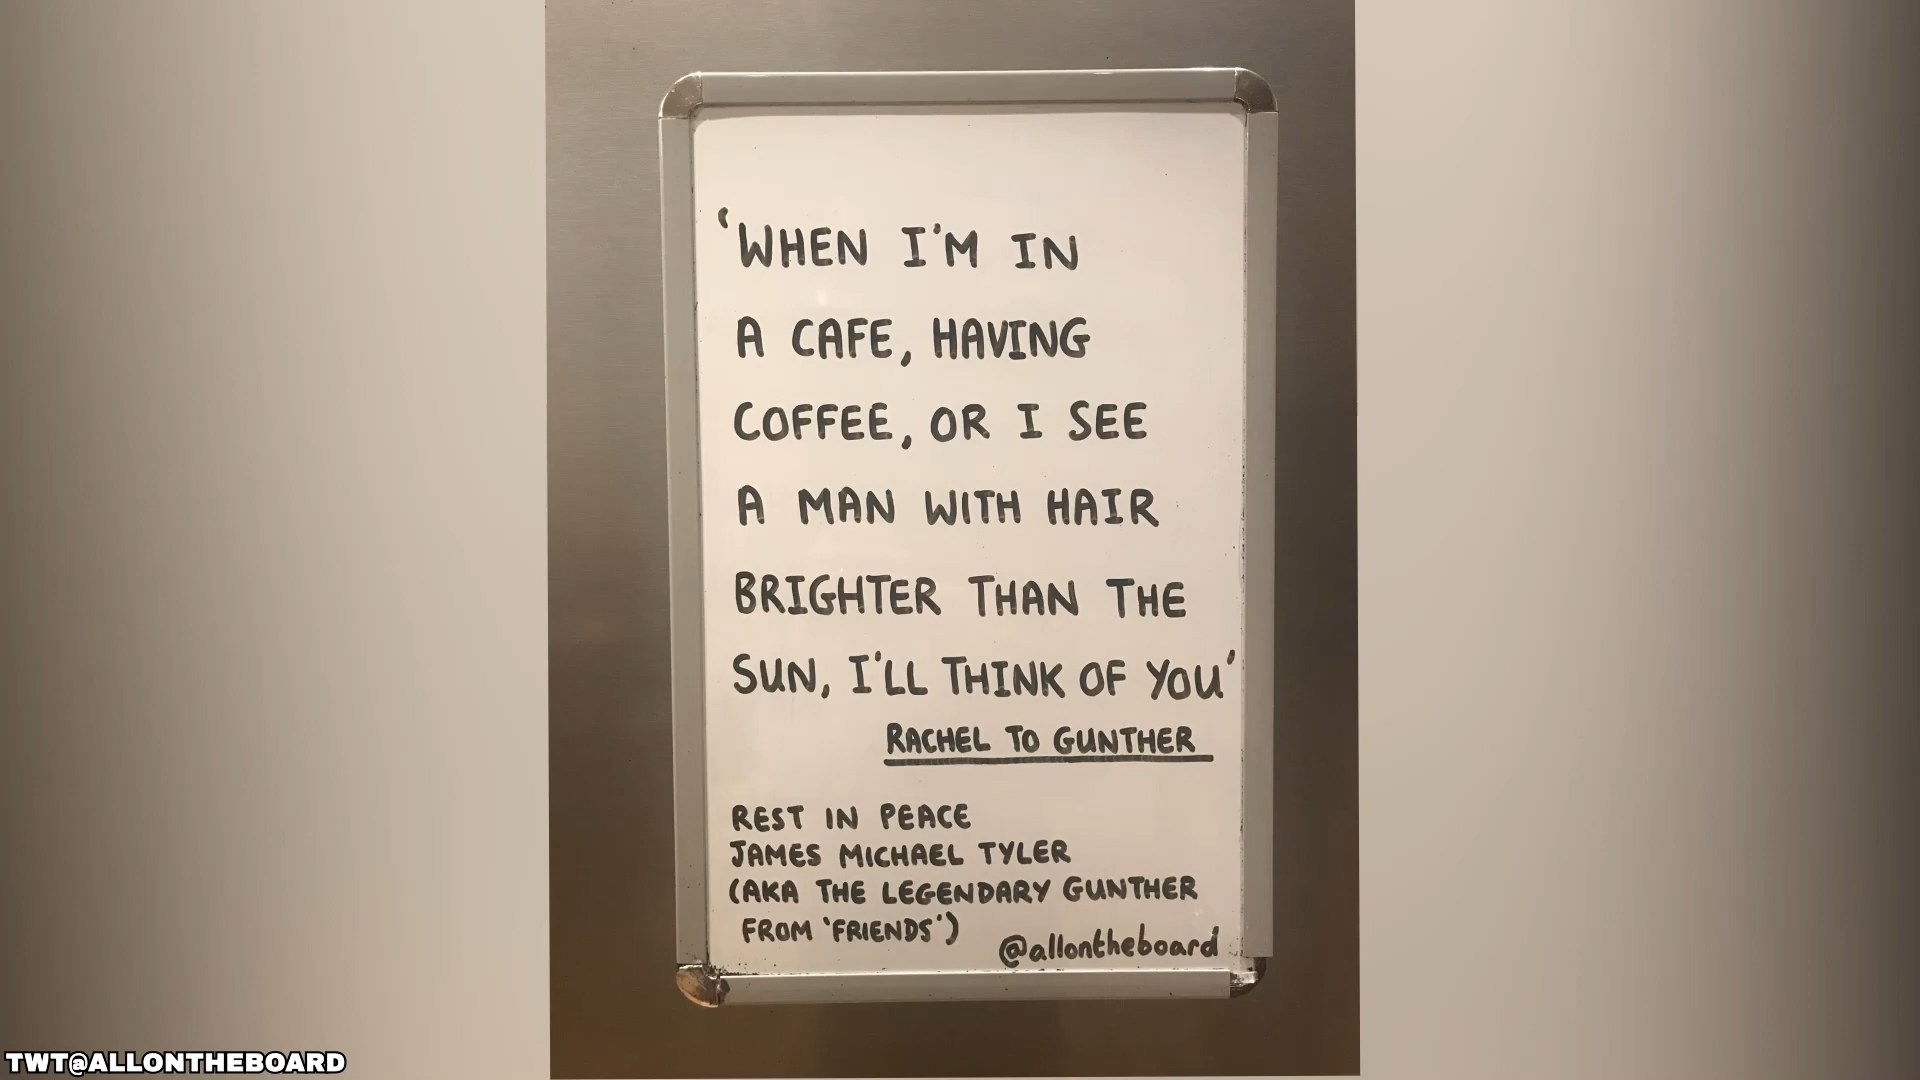 'WHEN I'M IN
A CAFE, HAVING
COFFEE, OR I SEE
A MAN WITH HAIR
BRIGHTER THAN THE
SUN, I'LL THINK OF YOU'
RACHEL TO GUNTHER
REST IN PEACE
JAMES MICHAEL TYLER
(AKA THE LEGENDARY GUNTHER
FROM 'FRIENDS')
@allontheboard
TWT@ALLONTHEBOARD